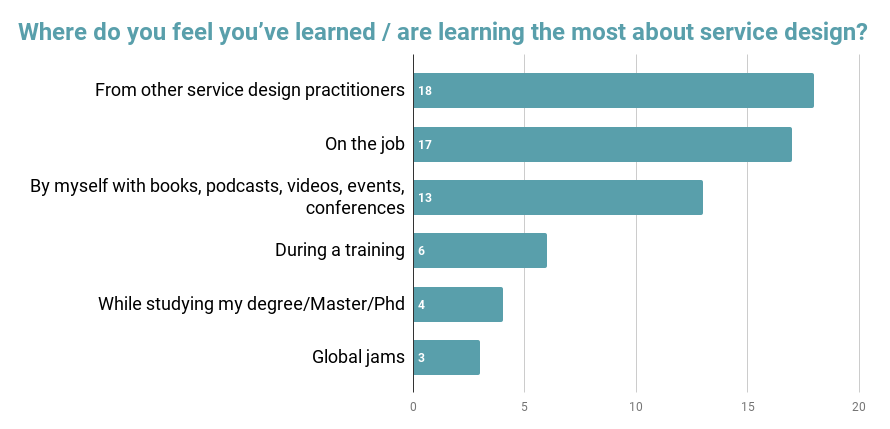 Where do you feel you’ve learned / are learning the most about service design?
From other service design practitioners
18
On the job
17
By myself with books, podcasts, videos, events,
conferences
13
During a training
6
While studying my degree/Master/Phd
4
Global jams
3
0 5 10 15 20